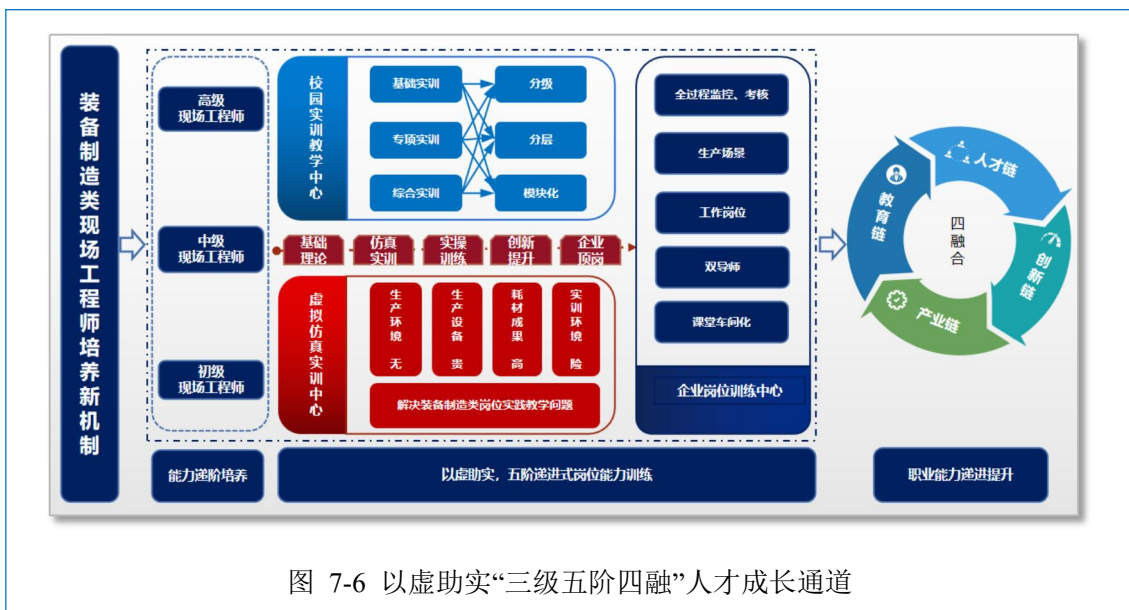 装备制造类现场工程师培养新机制
高级
现场工程师
中级
现场工程师
初级
现场工程师
能力递阶培养
校园实训教学中心
基础实训
专项实训
综合实训
分级
分层
模块化
基础
理论
仿真
实训
实操
训练
创新
提升
企业
顶岗
虚拟仿真实训中心
生产环境 无
生产设备 贵
耗材成果 高
实训环境 险
解决装备制造类岗位实践教学问题
全过程监控、考核
生产场景
工作岗位
双导师
课堂车间化
企业岗位训练中心
以虚助实，五阶递进式岗位能力训练
人才链
创新链
产业链
教育链
四融合
职业能力递进提升
图 7-6 以虚助实“三级五阶四融”人才成长通道